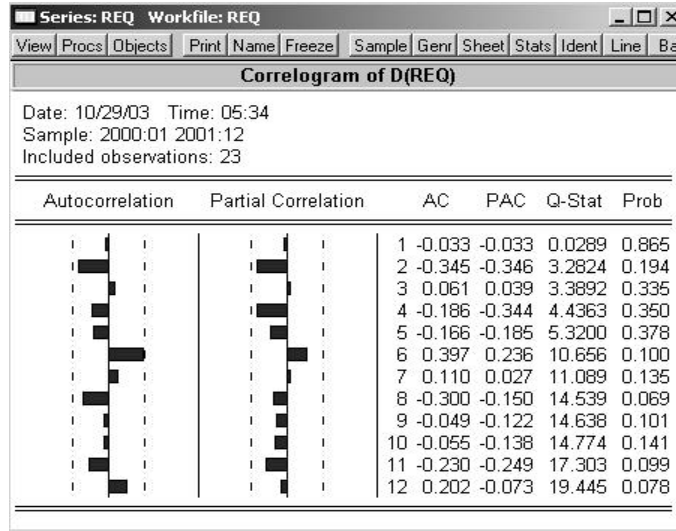 Series: REQ Workfile: REQ
View Procs Objects Print Name Freeze Sample Genr Sheet Stats Ident Line
Correlogram of D(REQ)
Date: 10/29/03 Time: 05:34
Sample: 2000:01 2001:12
Included observations: 23
Autocorrelation Partial Correlation AC PAC Q-Stat Prob
1 -0.033 -0.033 0.0289 0.865
2 -0.345 -0.346 3.2824 0.194
3 0.061 0.039 3.3892 0.335
4 -0.186 -0.344 4.4363 0.350
5 -0.166 -0.185 5.3200 0.378
6 0.397 0.236 10.656 0.100
7 0.110 0.027 11.089 0.135
8 -0.300 -0.150 14.539 0.069
9 -0.049 -0.122 14.638 0.101
10 -0.055 -0.138 14.774 0.141
11 -0.230 -0.249 17.303 0.099
12 0.202 -0.073 19.445 0.078